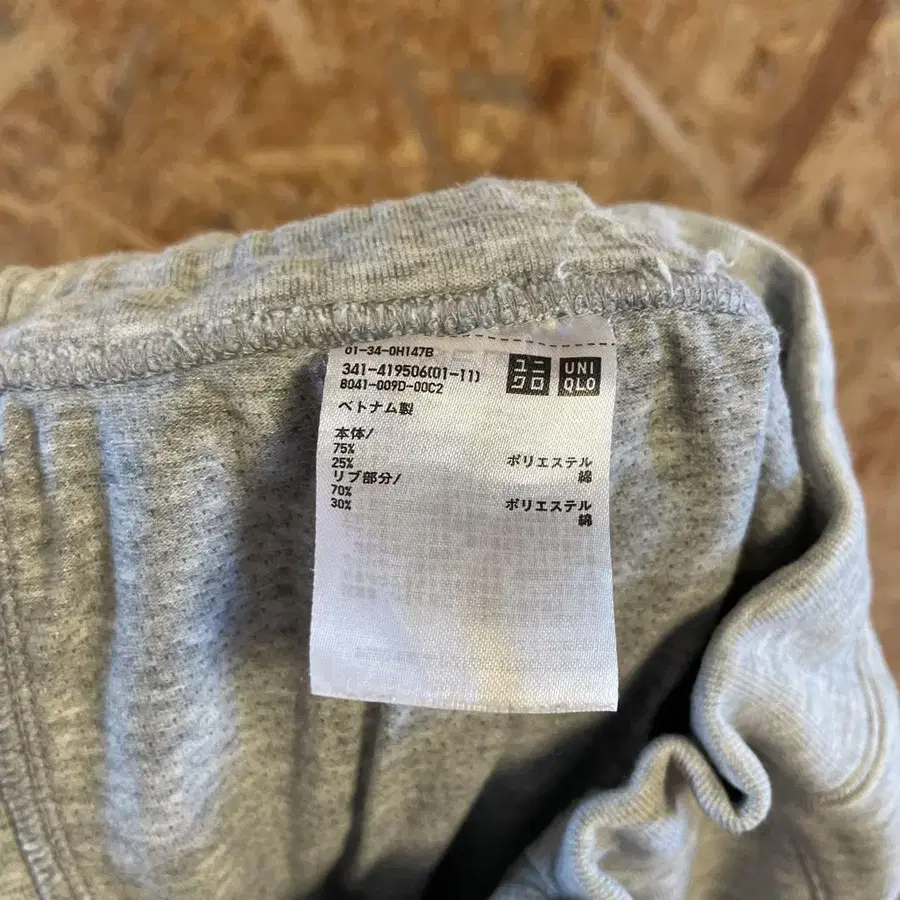 01-34-0H147B
341-419506(01-11)
8041-009D-00C2
ユニ
クロ
UNI
QLO
ベトナム製
本体/
75% ポリエステル
25% 綿
リブ部分/
70% ポリエステル
30% 綿